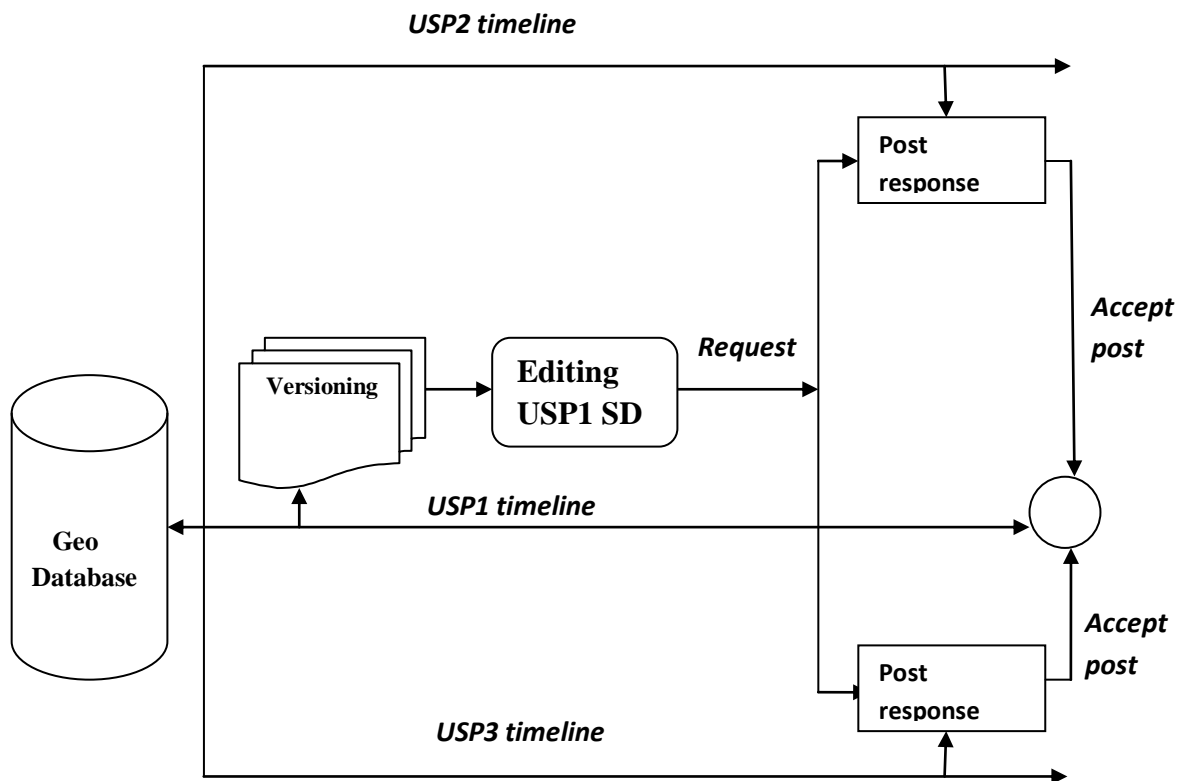 USP2 timeline
Post
response
Accept
post
Request
Versioning
Editing
USP1 SD
USP1 timeline
Geo
Database
Accept
post
Post
response
USP3 timeline